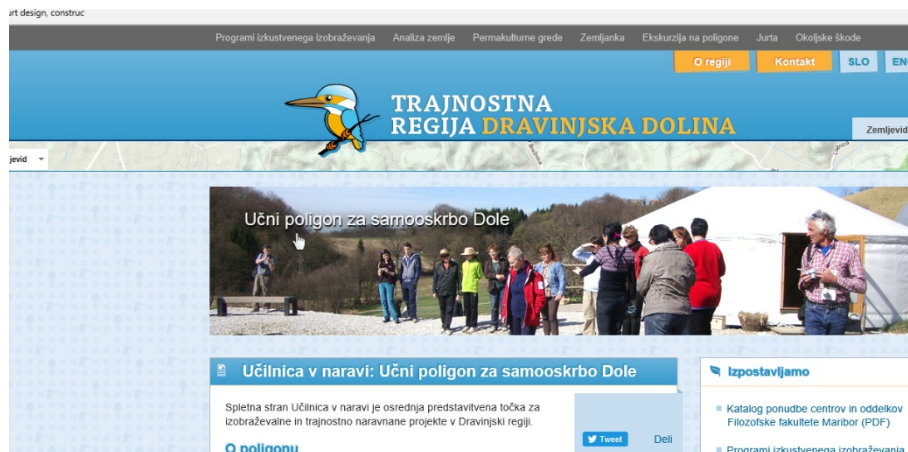 urt design, construc
Programi izkustvenega izobraževanja Analiza zemlje Permakulturne grede Zemljanka Ekskurzija na poligone Jurta Okoljske škode
O regiji Kontakt SLO EN
TRAJNOSTNA
REGIJA DRAVINJSKA DOLINA
Zemljevid
jevid
Učni poligon za samooskrbo Dole
Učilnica v naravi: Učni poligon za samooskrbo Dole
Izpostavljamo
Spletna stran Učilnica v naravi je osrednja predstavitvena točka za
izobraževalne in trajnostno naravnane projekte v Dravinjski regiji.
Tweet Deli
O poligonu
Katalog ponudbe centrov in oddelkov
Filozofske fakultete Maribor (PDF)
Programi izkustvenega izobraževanja